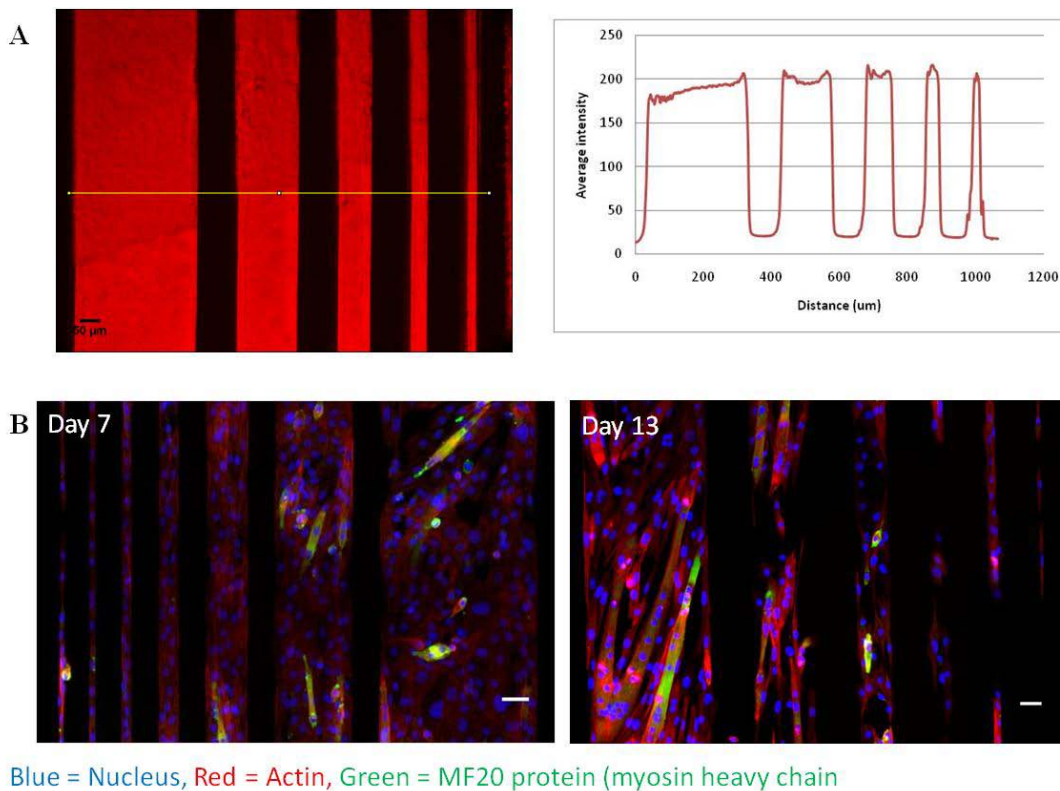 A
50 µm
250
200
150
100
50
0
Average intensity
0 200 400 600 800 1000 1200
Distance (um)
B
Day 7
Day 13
Blue = Nucleus, Red = Actin, Green = MF20 protein (myosin heavy chain